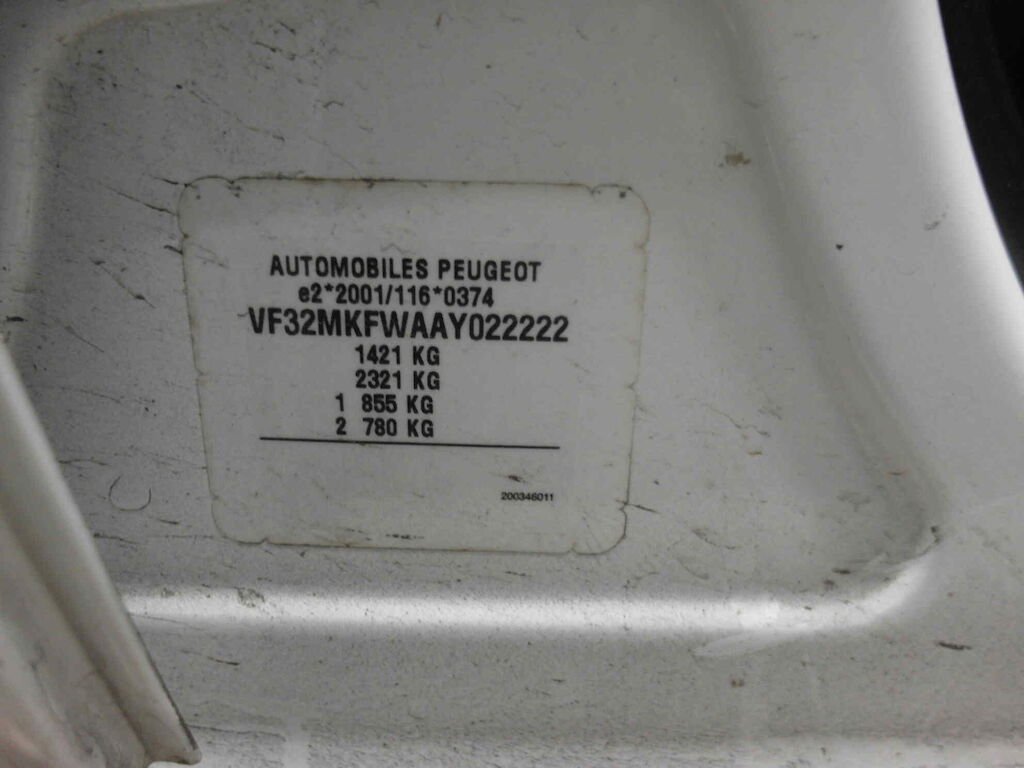 AUTOMOBILES PEUGEOT
e2*2001/116*0374
VF32MKFWAAY022222
1421 KG
2321 KG
1 855 KG
2 780 KG
200346011